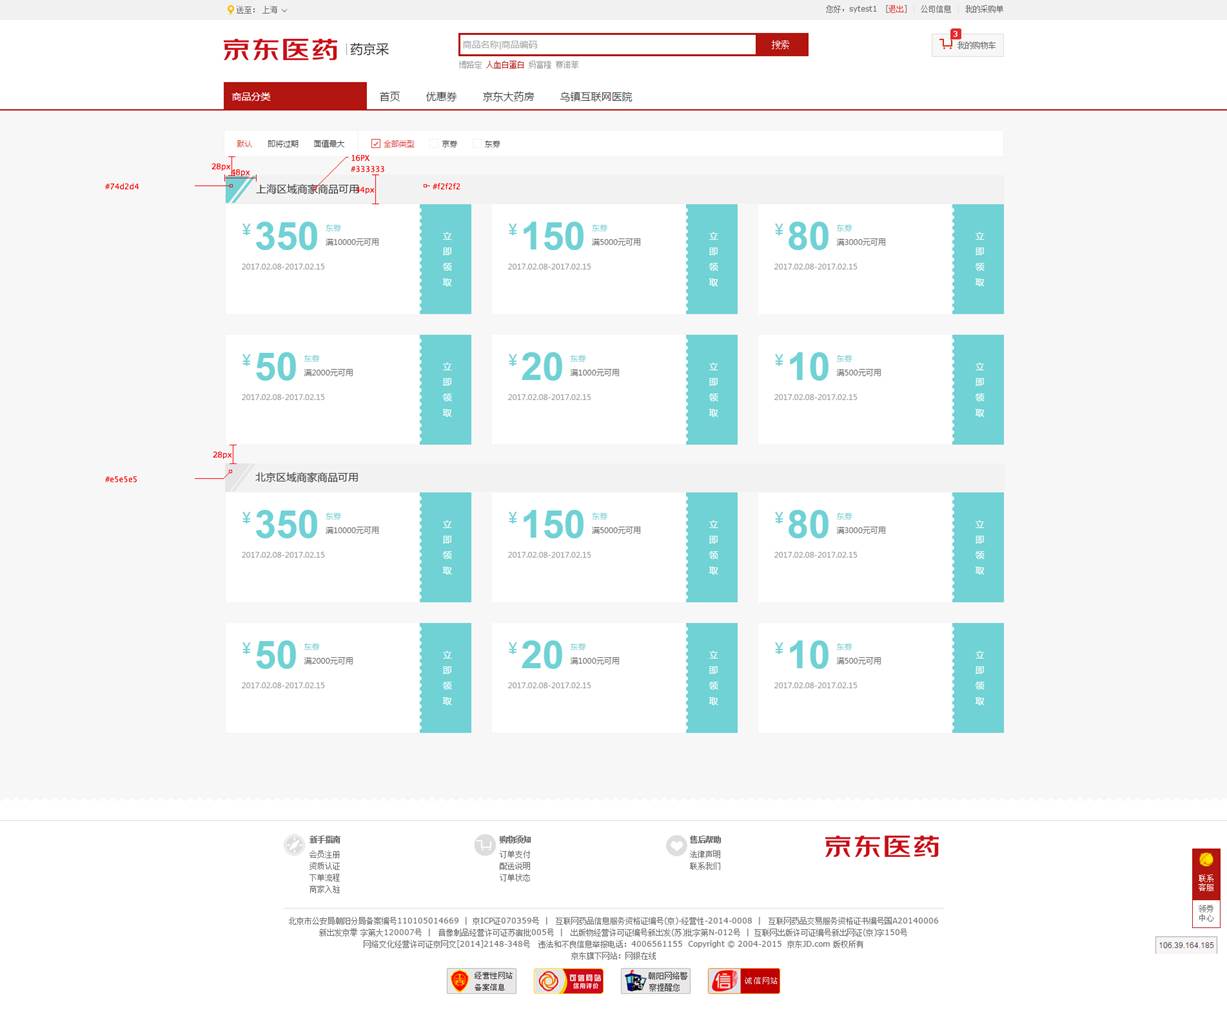 送至： 上海
您好，sytest1 [退出] 公司信息 我的采购单
京东医药 药京采
商品名称|商品编码 搜索
3 我的购物车
人血白蛋白
商品分类 首页 优惠券 京东大药房 乌镇互联网医院
默认 即将过期 面值最大 全部类型 京券 东券
16PX
#333333
28px
48px
#74d2d4
上海区域商家商品可用
44px
#f2f2f2
¥ 350 东券 满10000元可用
2017.02.08-2017.02.15
立即领取
¥ 150 东券 满5000元可用
2017.02.08-2017.02.15
立即领取
¥ 80 东券 满3000元可用
2017.02.08-2017.02.15
立即领取
¥ 50 东券 满2000元可用
2017.02.08-2017.02.15
立即领取
¥ 20 东券 满1000元可用
2017.02.08-2017.02.15
立即领取
¥ 10 东券 满500元可用
2017.02.08-2017.02.15
立即领取
28px
#e5e5e5
北京区域商家商品可用
¥ 350 东券 满10000元可用
2017.02.08-2017.02.15
立即领取
¥ 150 东券 满5000元可用
2017.02.08-2017.02.15
立即领取
¥ 80 东券 满3000元可用
2017.02.08-2017.02.15
立即领取
¥ 50 东券 满2000元可用
2017.02.08-2017.02.15
立即领取
¥ 20 东券 满1000元可用
2017.02.08-2017.02.15
立即领取
¥ 10 东券 满500元可用
2017.02.08-2017.02.15
立即领取
新手指南
会员注册
资质认证
下单流程
商家入驻
购物须知
订单支付
配送说明
订单状态
售后帮助
法律声明
联系我们
京东医药
联系
客服
领券
中心
106.39.164.185
北京市公安局朝阳分局备案编号110105014669 | 京ICP证070359号 | 互联网药品信息服务资格证编号(京)-经营性-2014-0008 | 互联网药品交易服务资格证书编号国A20140006
新出发京零 字第大120007号 | 音像制品经营许可证苏宿批005号 | 出版物经营许可证编号新出发(苏)批字第N-012号 | 互联网出版许可证编号新出网证(京)字150号
网络文化经营许可证京网文[2014]2148-348号 违法和不良信息举报电话：4006561155 Copyright © 2004-2015 京东JD.com 版权所有
京东旗下网站：网银在线
经营性网站
备案信息
可信网站
信用评价
朝阳网络警
察提醒您
诚信网站